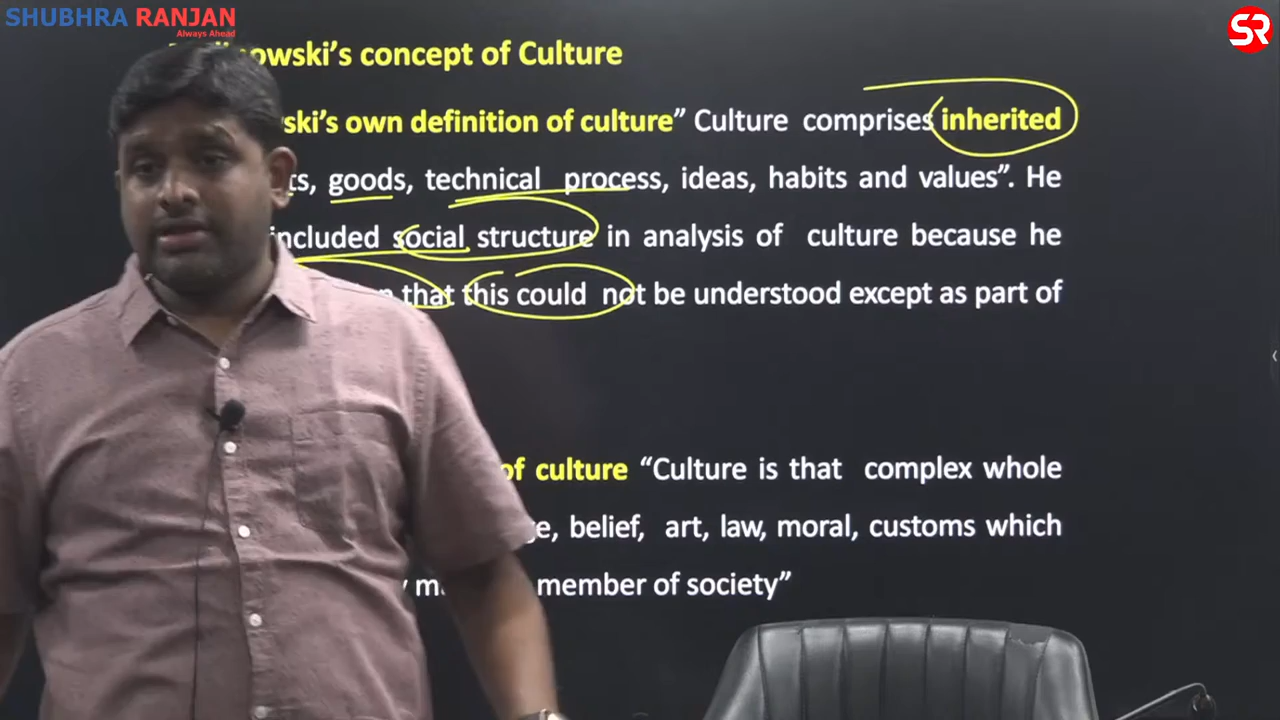 SHUBHRA RANJAN
Always Ahead
SR
owski's concept of Culture
ski's own definition of culture” Culture comprises inherited
ts, goods, technical process, ideas, habits and values”. He
included social structure in analysis of culture because he
that this could not be understood except as part of
of culture “Culture is that complex whole
ge, belief, art, law, moral, customs which
member of society”